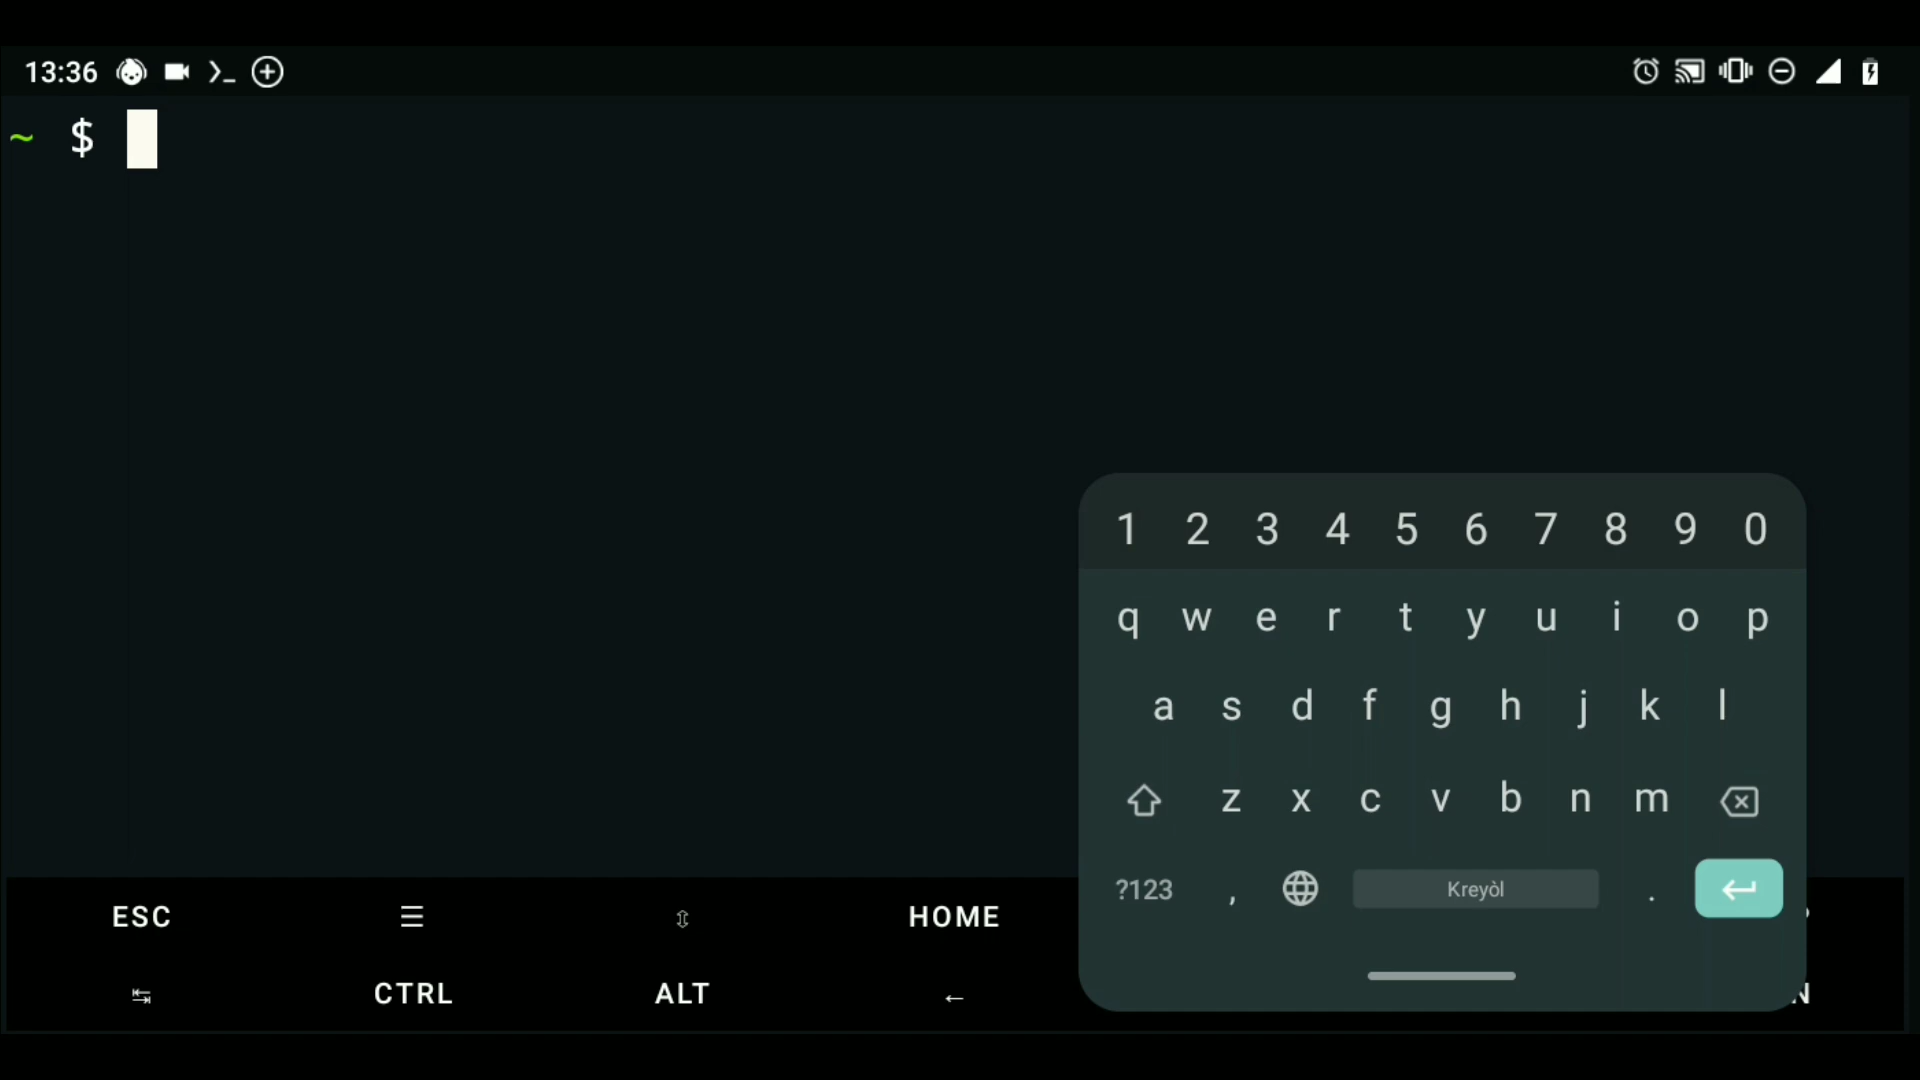 13:36
~ $
1 2 3 4 5 6 7 8 9 0
q w e r t y u i o p
a s d f g h j k l
z x c v b n m
?123 , Kreyòl .
ESC ☰ ⇳ HOME
↹ CTRL ALT ← N